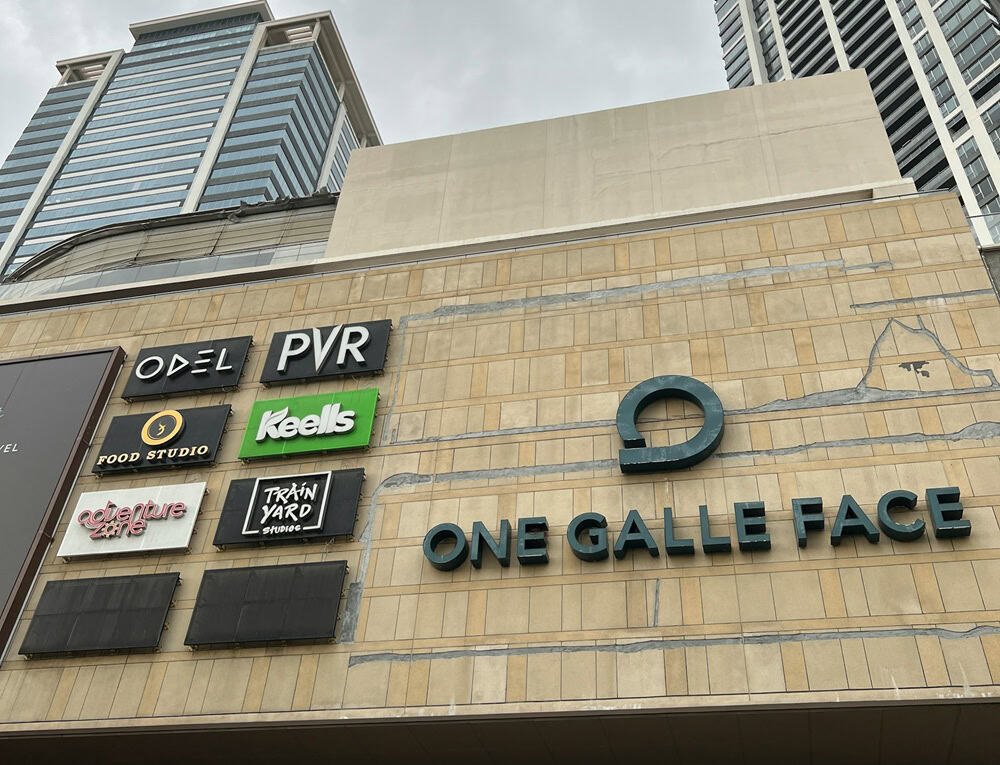 ODEL
PVR
FOOD STUDIO
Keells
adventure
zone
TRAIN
YARD
STUDIOS
ONE GALLE FACE